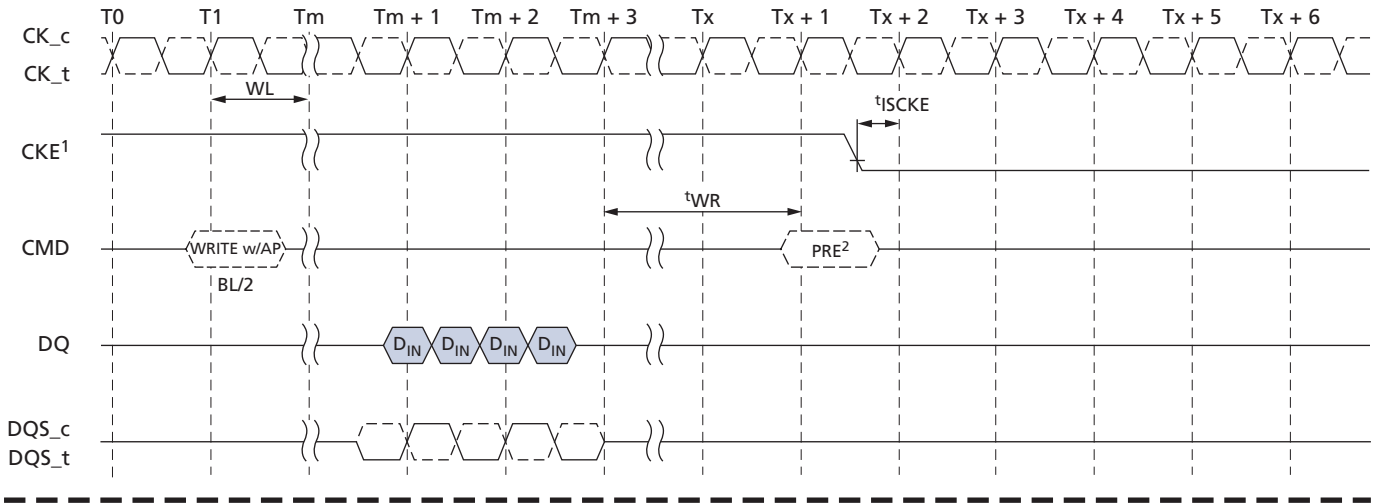 T0 T1 Tm Tm + 1 Tm + 2 Tm + 3 Tx Tx + 1 Tx + 2 Tx + 3 Tx + 4 Tx + 5 Tx + 6
CK_c
CK_t
WL
tISCKE
CKE1
tWR
CMD WRITE w/AP PRE2
BL/2
DQ DIN DIN DIN DIN
DQS_c
DQS_t